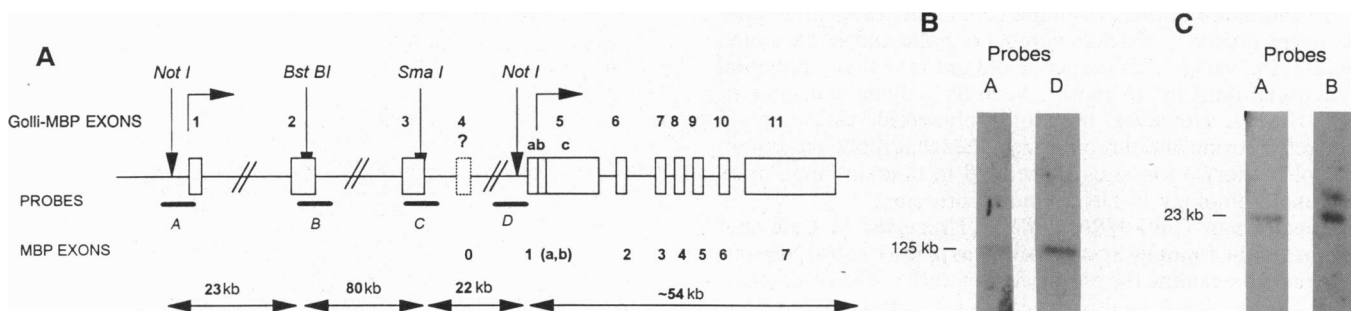 A
B
C
Probes
Probes
A D
A B
Not I Bst BI Sma I Not I
Golli-MBP EXONS 1 2 3 4 5 6 7 8 9 10 11
?
ab c
PROBES
A B C D
MBP EXONS 0 1 (a,b) 2 3 4 5 6 7
23 kb 80 kb 22 kb ~54 kb
125 kb
23 kb